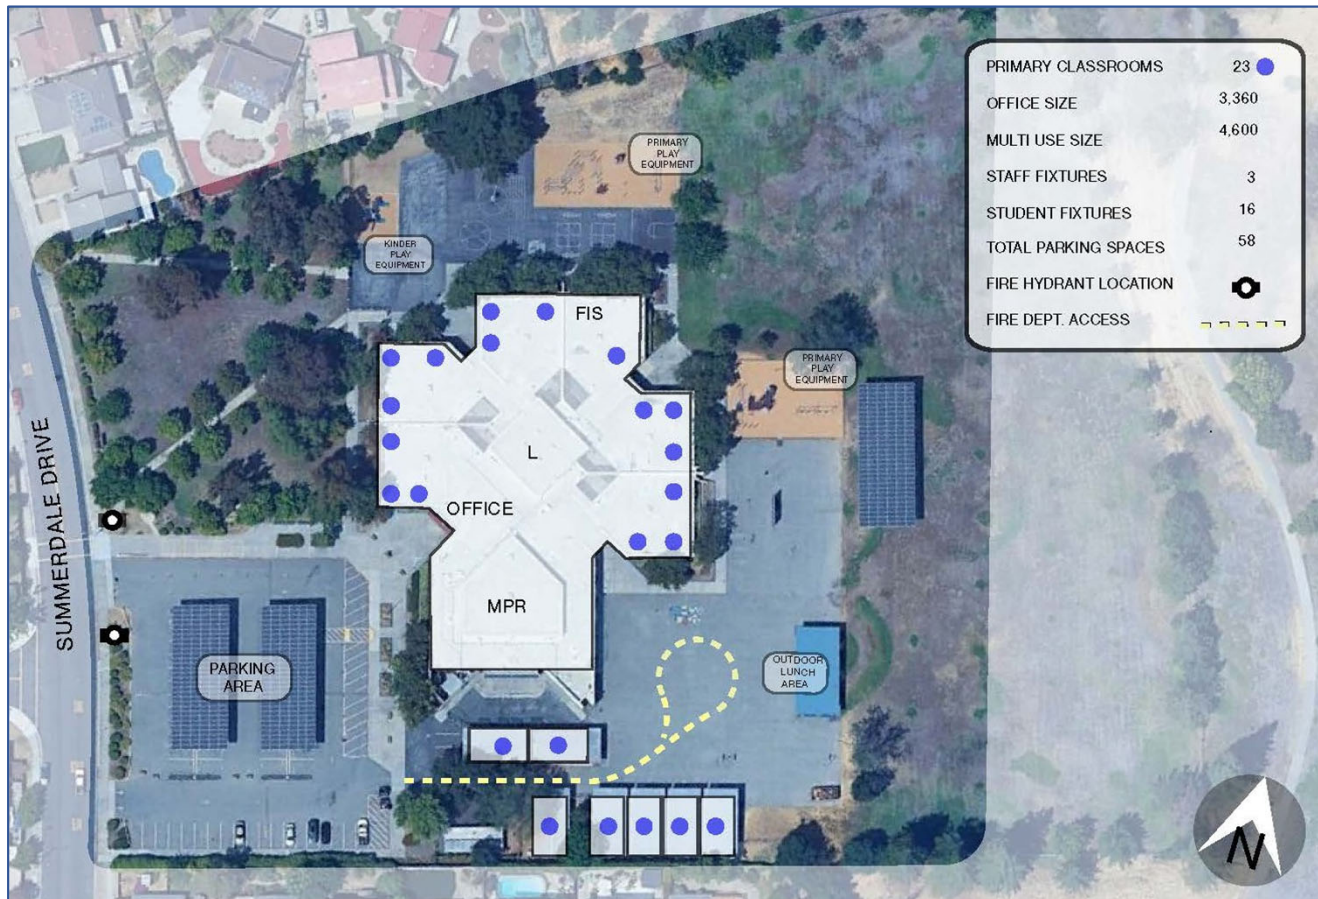 PRIMARY CLASSROOMS 23
OFFICE SIZE 3,360
MULTI USE SIZE 4,600
STAFF FIXTURES 3
STUDENT FIXTURES 16
TOTAL PARKING SPACES 58
FIRE HYDRANT LOCATION
FIRE DEPT. ACCESS
PRIMARY
PLAY
EQUIPMENT
KINDER
PLAY
EQUIPMENT
FIS
PRIMARY
PLAY
EQUIPMENT
L
OFFICE
SUMMERDALE DRIVE
MPR
PARKING
AREA
OUTDOOR
LUNCH
AREA
N